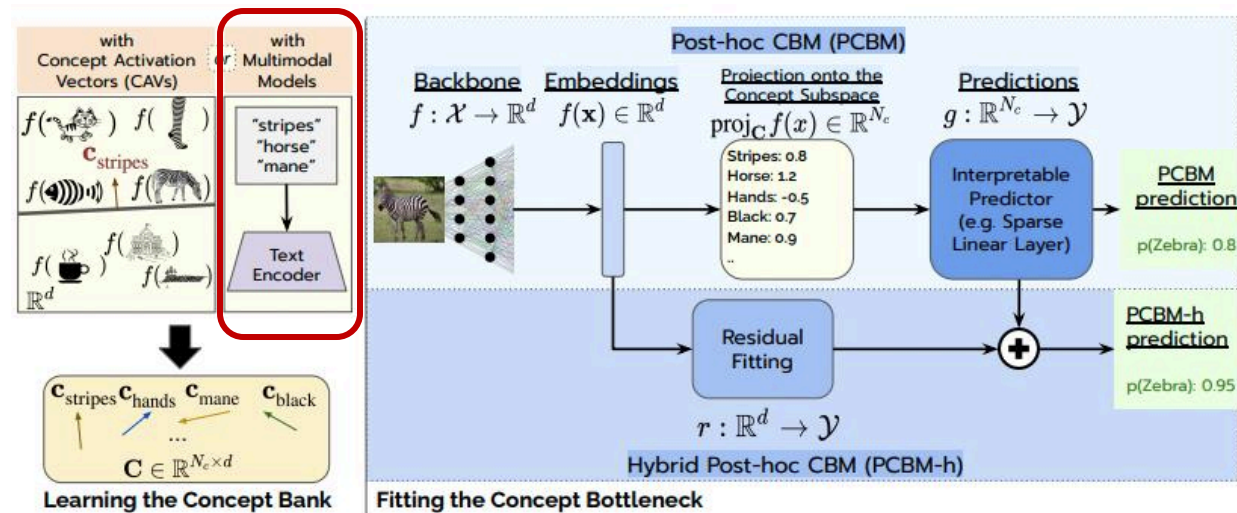 with
Concept Activation
Vectors (CAVs)
or
with
Multimodal
Models
f( ) f( )
c_stripes
f( ) f( )
f( )
f( ) f( )
ℝ^d
"stripes"
"horse"
"mane"
Text
Encoder
c_stripes c_hands c_mane c_black
...
C ∈ ℝ^{N_c×d}
Learning the Concept Bank
Post-hoc CBM (PCBM)
Backbone
f : 𝒳 → ℝ^d
Embeddings
f(x) ∈ ℝ^d
Projection onto the
Concept Subspace
proj_C f(x) ∈ ℝ^{N_c}
Predictions
g : ℝ^{N_c} → 𝒴
Stripes: 0.8
Horse: 1.2
Hands: -0.5
Black: 0.7
Mane: 0.9
..
Interpretable
Predictor
(e.g. Sparse
Linear Layer)
PCBM
prediction
p(Zebra): 0.8
Residual
Fitting
+
PCBM-h
prediction
p(Zebra): 0.95
r : ℝ^d → 𝒴
Hybrid Post-hoc CBM (PCBM-h)
Fitting the Concept Bottleneck